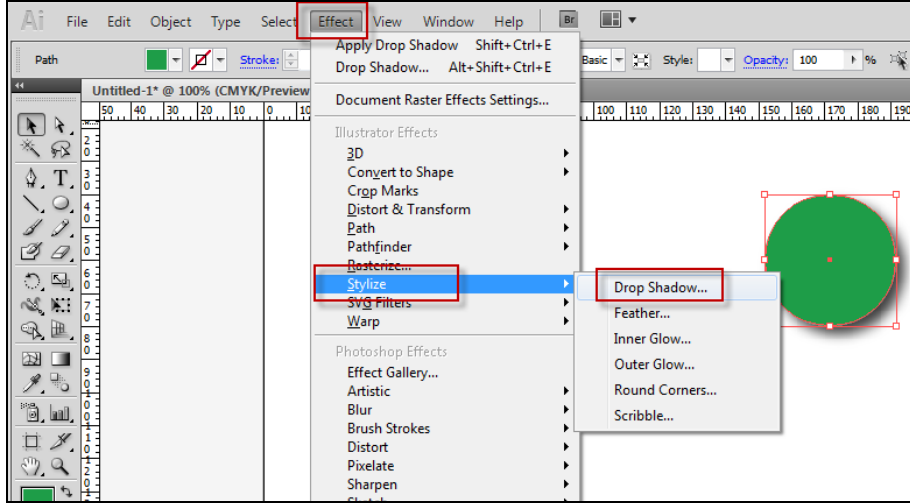 Ai File Edit Object Type Select Effect View Window Help Br
Path Stroke: Basic Style: Opacity: 100 %
Untitled-1* @ 100% (CMYK/Preview
50 40 30 20 10 0 10 100 110 120 130 140 150 160 170 180 190
Apply Drop Shadow Shift+Ctrl+E
Drop Shadow... Alt+Shift+Ctrl+E
Document Raster Effects Settings...
Illustrator Effects
3D
Convert to Shape
Crop Marks
Distort & Transform
Path
Pathfinder
Rasterize...
Stylize
SVG Filters
Warp
Drop Shadow...
Feather...
Inner Glow...
Outer Glow...
Round Corners...
Scribble...
Photoshop Effects
Effect Gallery...
Artistic
Blur
Brush Strokes
Distort
Pixelate
Sharpen